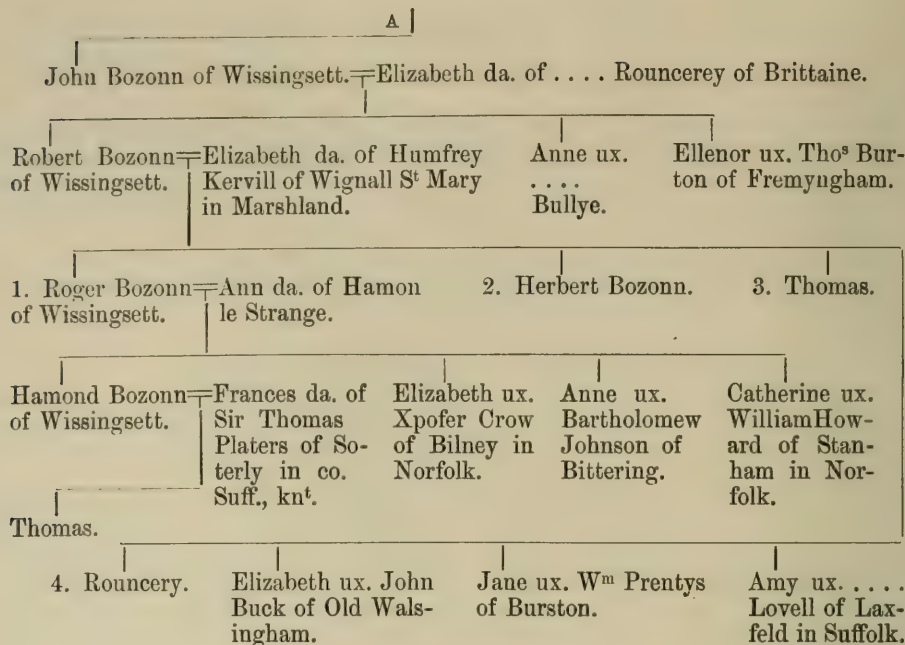 A
John Bozonn of Wissingsett.=Elizabeth da. of .... Rouncerey of Brittaine.
Robert Bozonn=Elizabeth da. of Humfrey
of Wissingsett. Kervill of Wignall Sᵗ Mary
in Marshland.
Anne ux.
....
Bullye.
Ellenor ux. Thoˢ Bur-
ton of Fremyngham.
1. Roger Bozonn=Ann da. of Hamon
of Wissingsett. le Strange.
2. Herbert Bozonn.
3. Thomas.
Hamond Bozonn=Frances da. of
of Wissingsett. Sir Thomas
Platers of So-
terly in co.
Suff., knᵗ.
Elizabeth ux.
Xpofer Crow
of Bilney in
Norfolk.
Anne ux.
Bartholomew
Johnson of
Bittering.
Catherine ux.
William How-
ard of Stan-
ham in Nor-
folk.
Thomas.
4. Rouncery.
Elizabeth ux. John
Buck of Old Wals-
ingham.
Jane ux. Wᵐ Prentys
of Burston.
Amy ux. ....
Lovell of Lax-
feld in Suffolk.